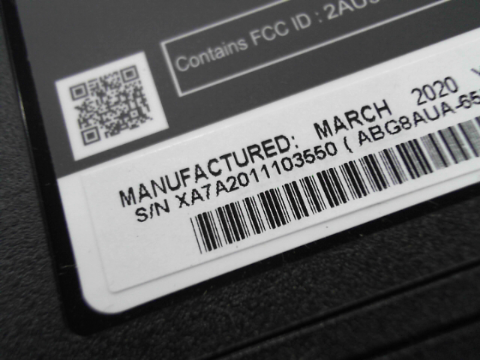 Contains FCC ID : 2AU
MANUFACTURED: MARCH 2020
S/N XA7A2011103550 ( ABG8AUA-65